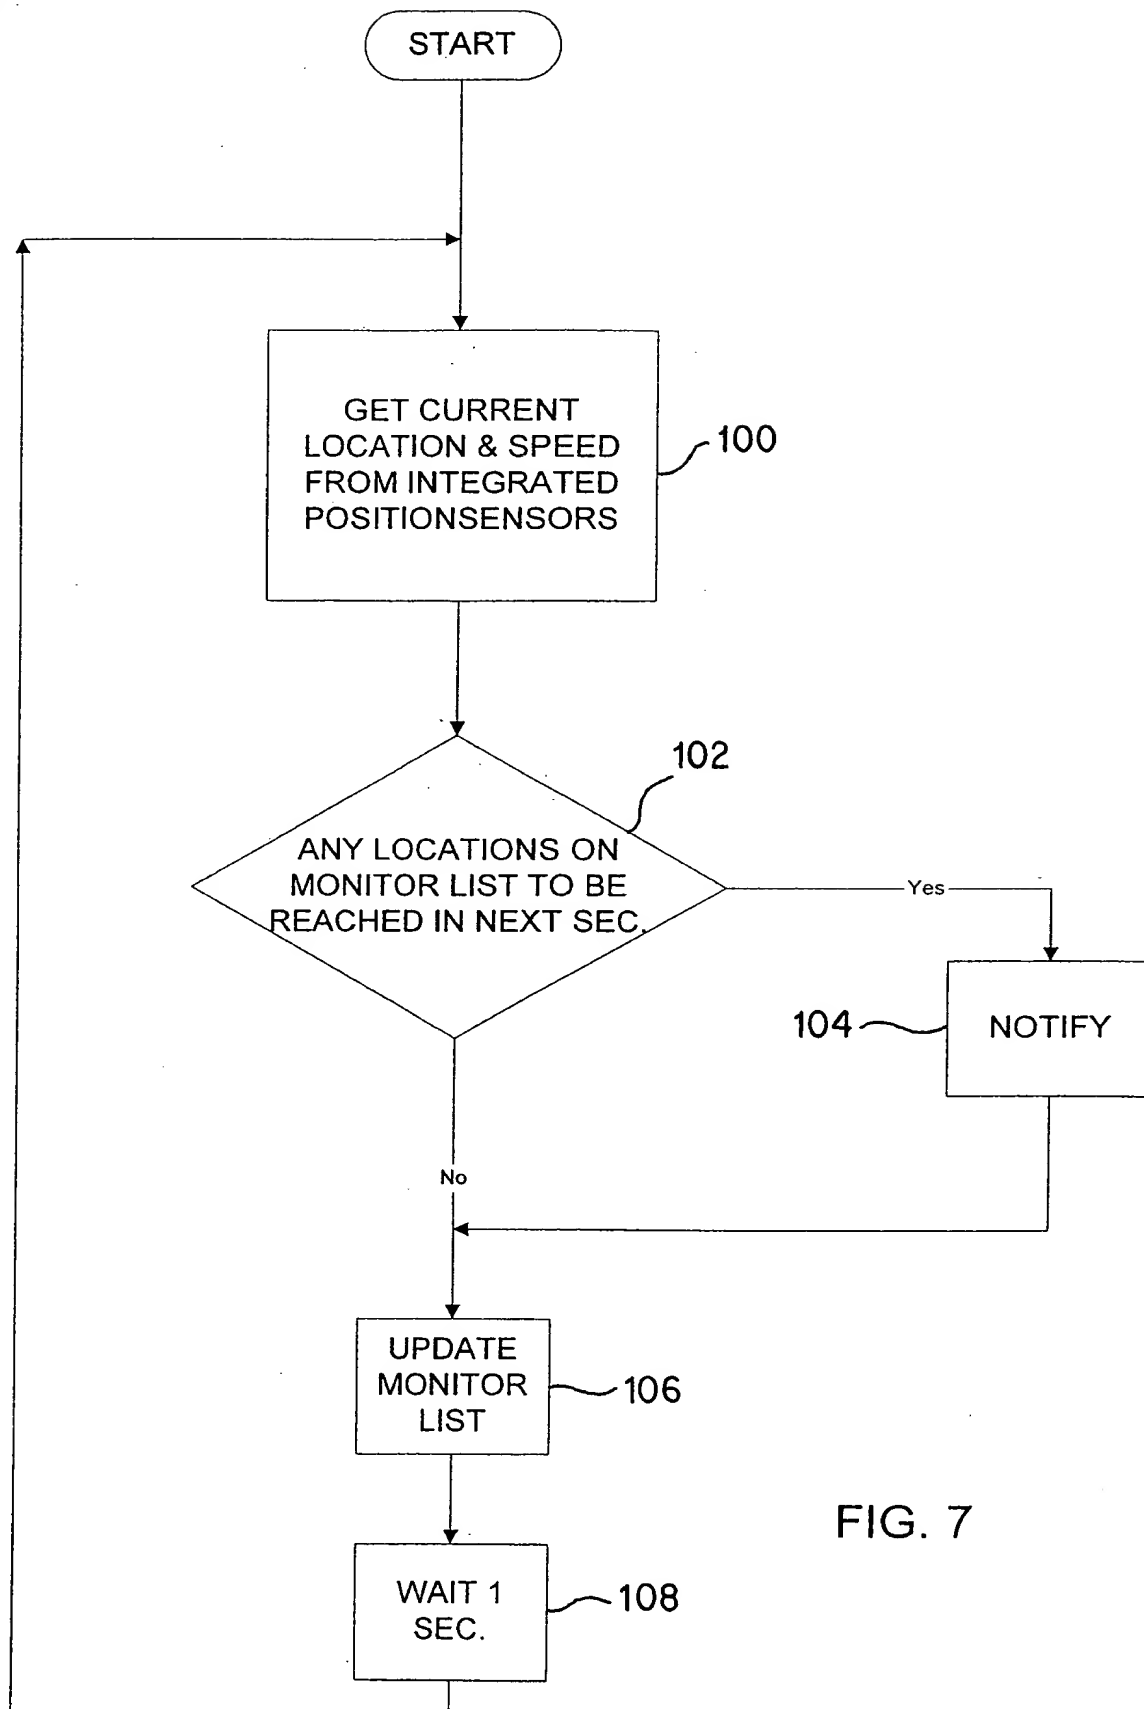 START
GET CURRENT
LOCATION & SPEED
FROM INTEGRATED
POSITIONSENSORS
100
102
ANY LOCATIONS ON
MONITOR LIST TO BE
REACHED IN NEXT SEC.
Yes
104
NOTIFY
No
UPDATE
MONITOR
LIST
106
FIG. 7
WAIT 1
SEC.
108